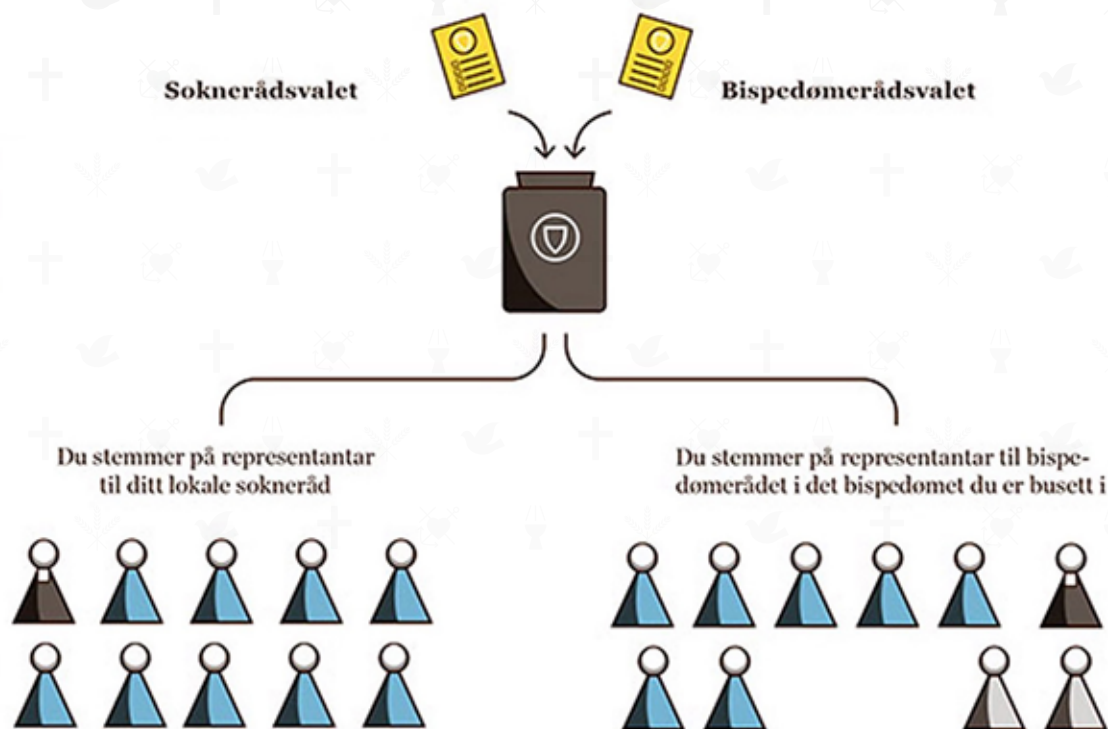 Soknerådsvalet
Bispedømerådsvalet
Du stemmer på representantar
til ditt lokale sokneråd
Du stemmer på representantar til bispe-
dømerådet i det bispedømet du er busett i